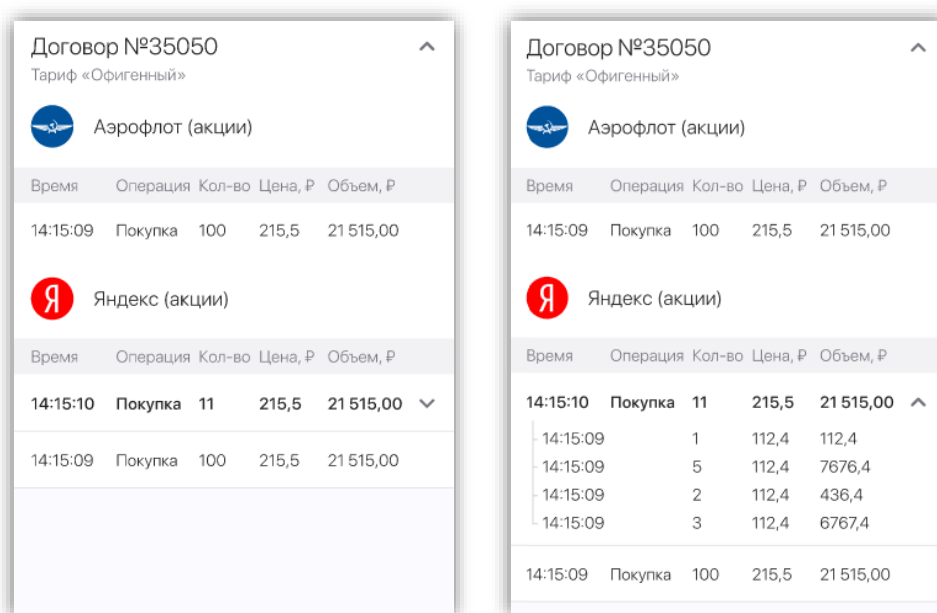 Договор №35050
Тариф «Офигенный»
Аэрофлот (акции)
Время Операция Кол-во Цена, ₽ Объем, ₽
14:15:09 Покупка 100 215,5 21 515,00
Я Яндекс (акции)
Время Операция Кол-во Цена, ₽ Объем, ₽
14:15:10 Покупка 11 215,5 21 515,00
14:15:09 Покупка 100 215,5 21 515,00
Договор №35050
Тариф «Офигенный»
Аэрофлот (акции)
Время Операция Кол-во Цена, ₽ Объем, ₽
14:15:09 Покупка 100 215,5 21 515,00
Я Яндекс (акции)
Время Операция Кол-во Цена, ₽ Объем, ₽
14:15:10 Покупка 11 215,5 21 515,00
14:15:09 1 112,4 112,4
14:15:09 5 112,4 7676,4
14:15:09 2 112,4 436,4
14:15:09 3 112,4 6767,4
14:15:09 Покупка 100 215,5 21 515,00